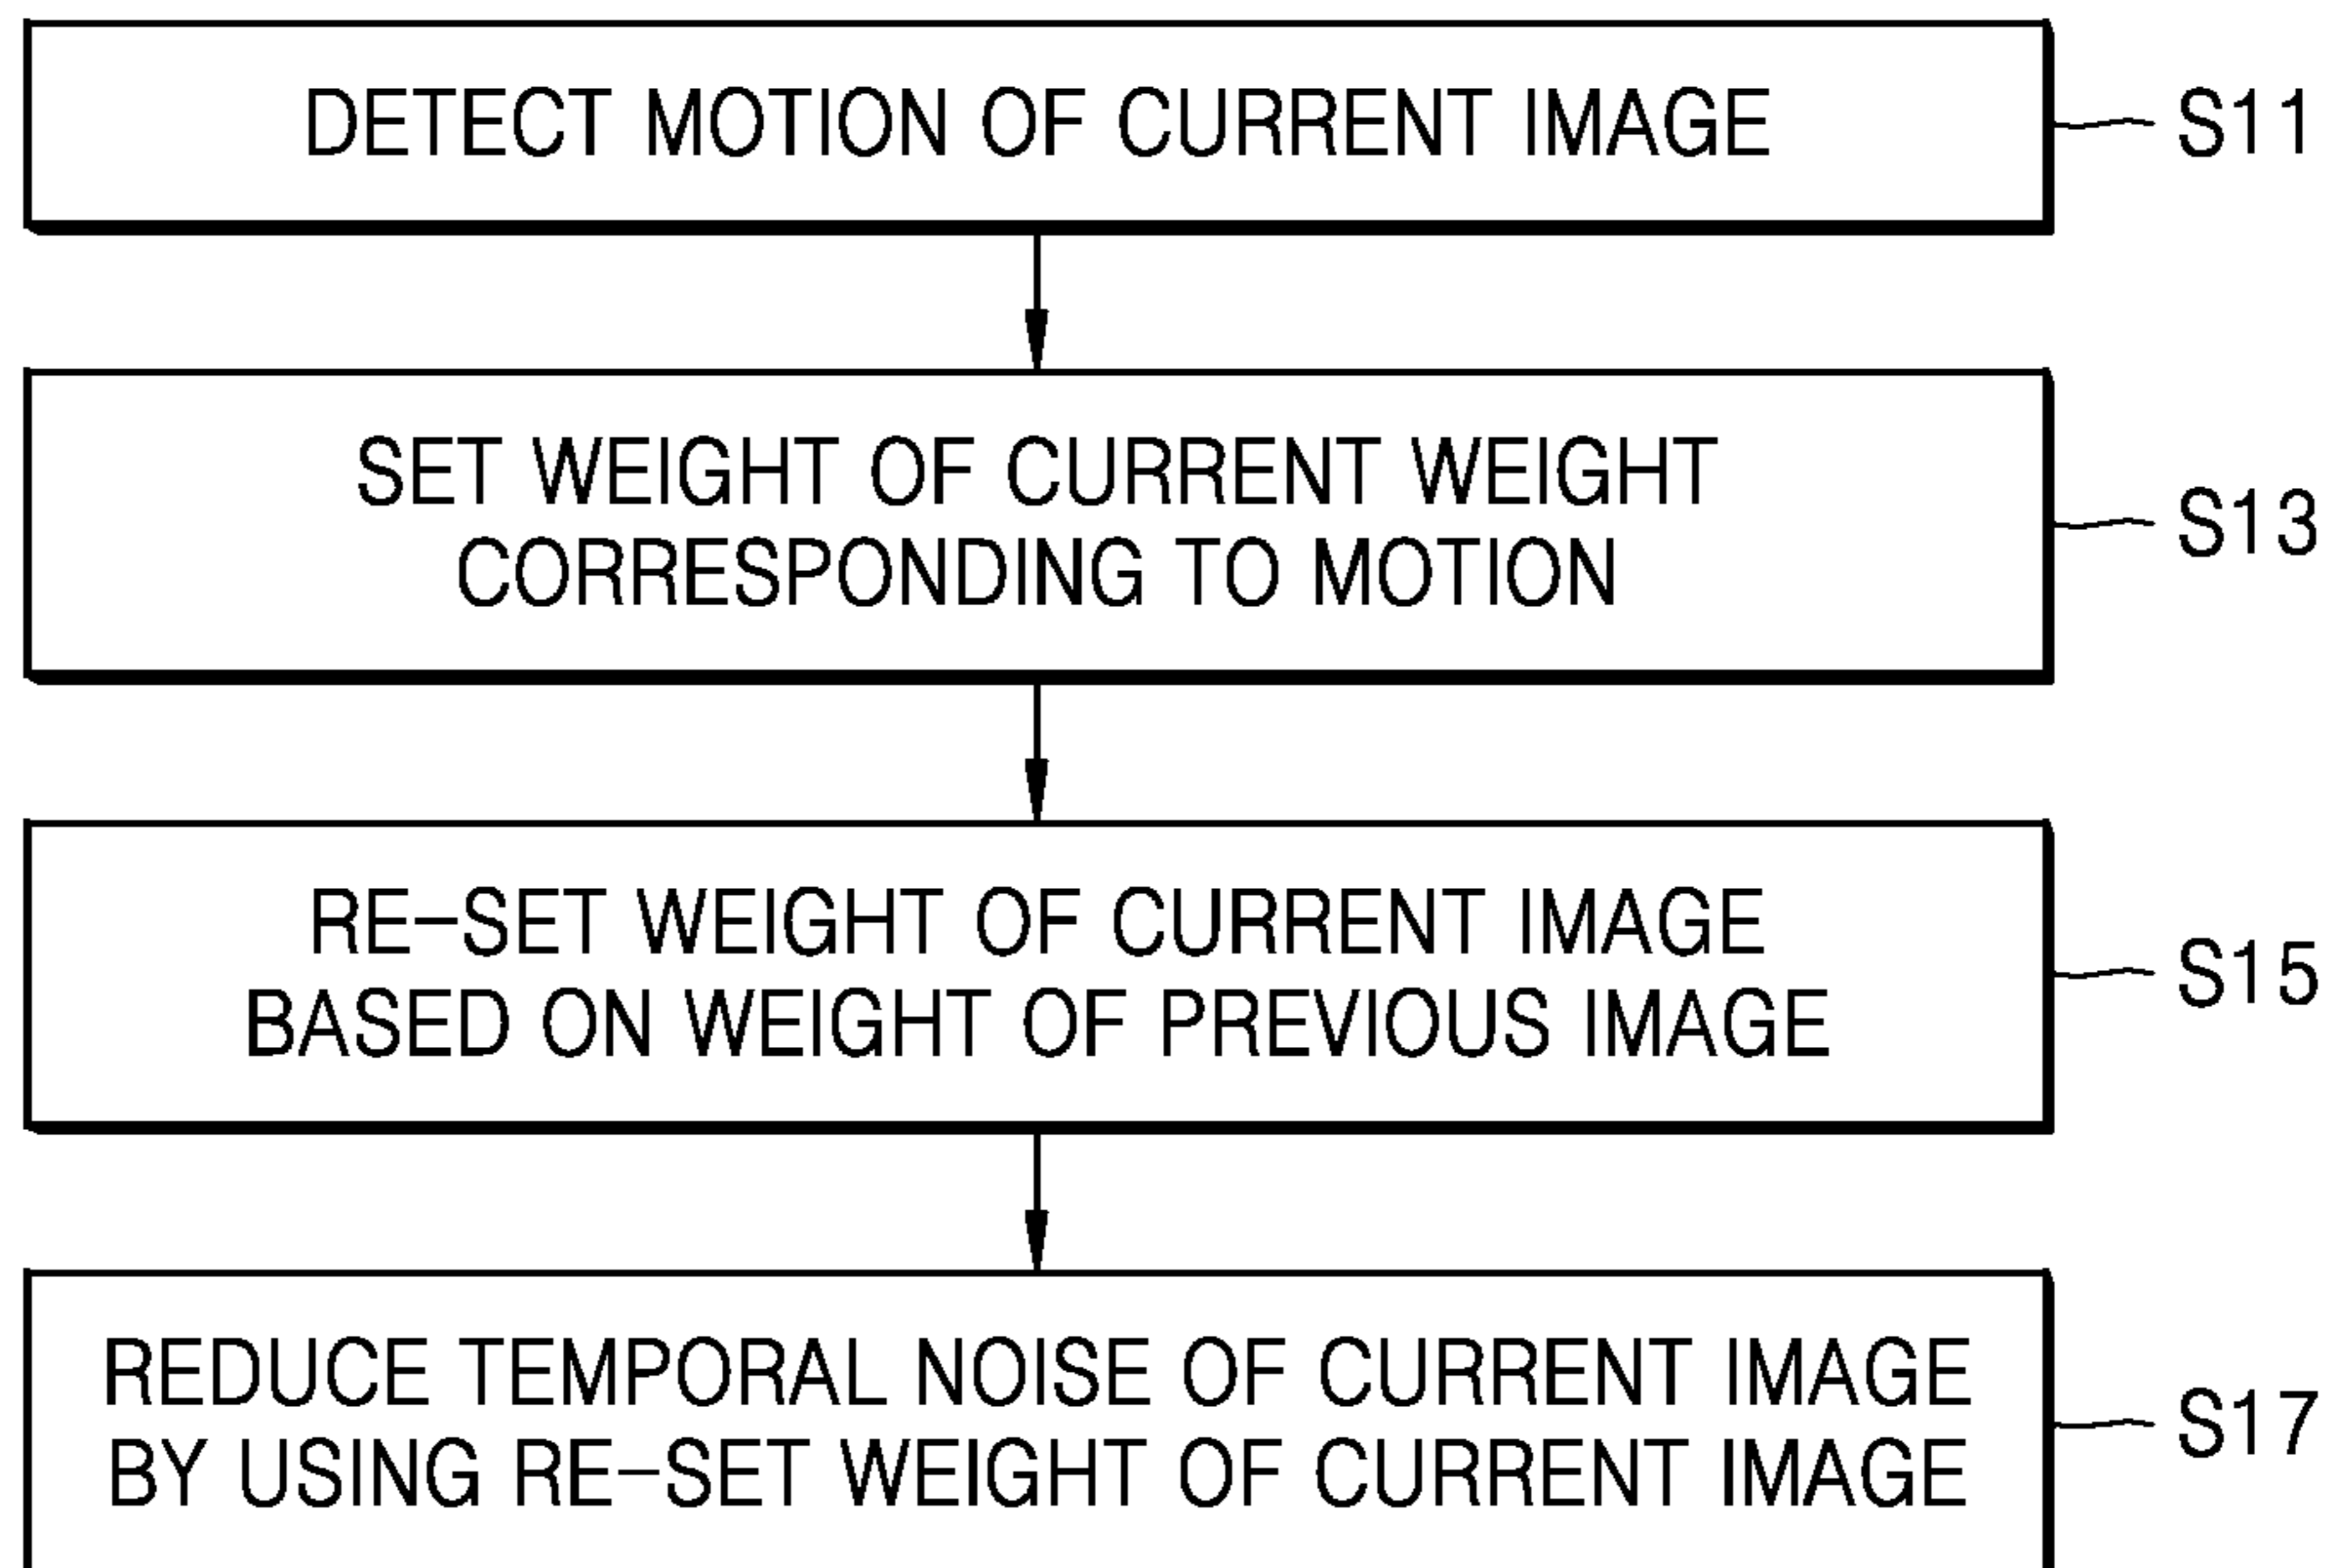 DETECT MOTION OF CURRENT IMAGE
S11
SET WEIGHT OF CURRENT WEIGHT
CORRESPONDING TO MOTION
S13
RE-SET WEIGHT OF CURRENT IMAGE
BASED ON WEIGHT OF PREVIOUS IMAGE
S15
REDUCE TEMPORAL NOISE OF CURRENT IMAGE
BY USING RE-SET WEIGHT OF CURRENT IMAGE
S17